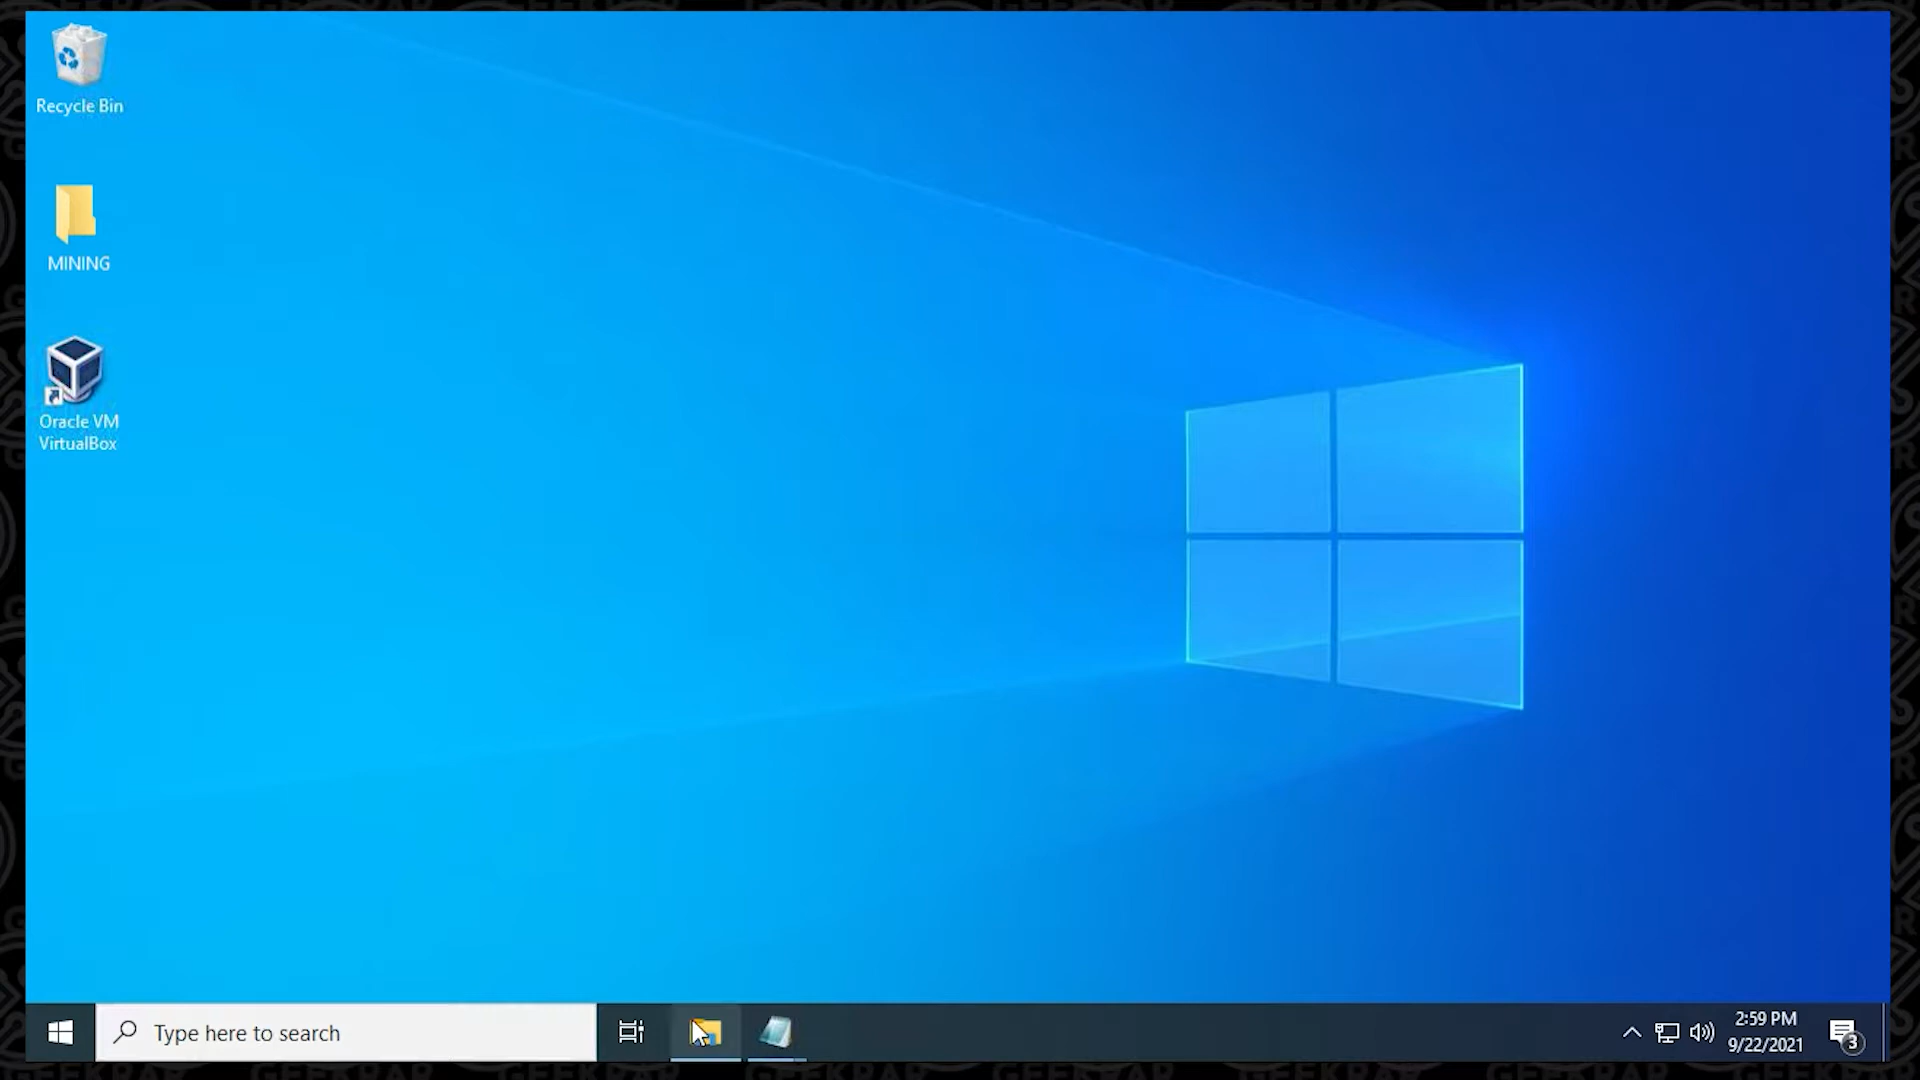 Recycle Bin
MINING
Oracle VM
VirtualBox
Type here to search
2:59 PM
9/22/2021
3